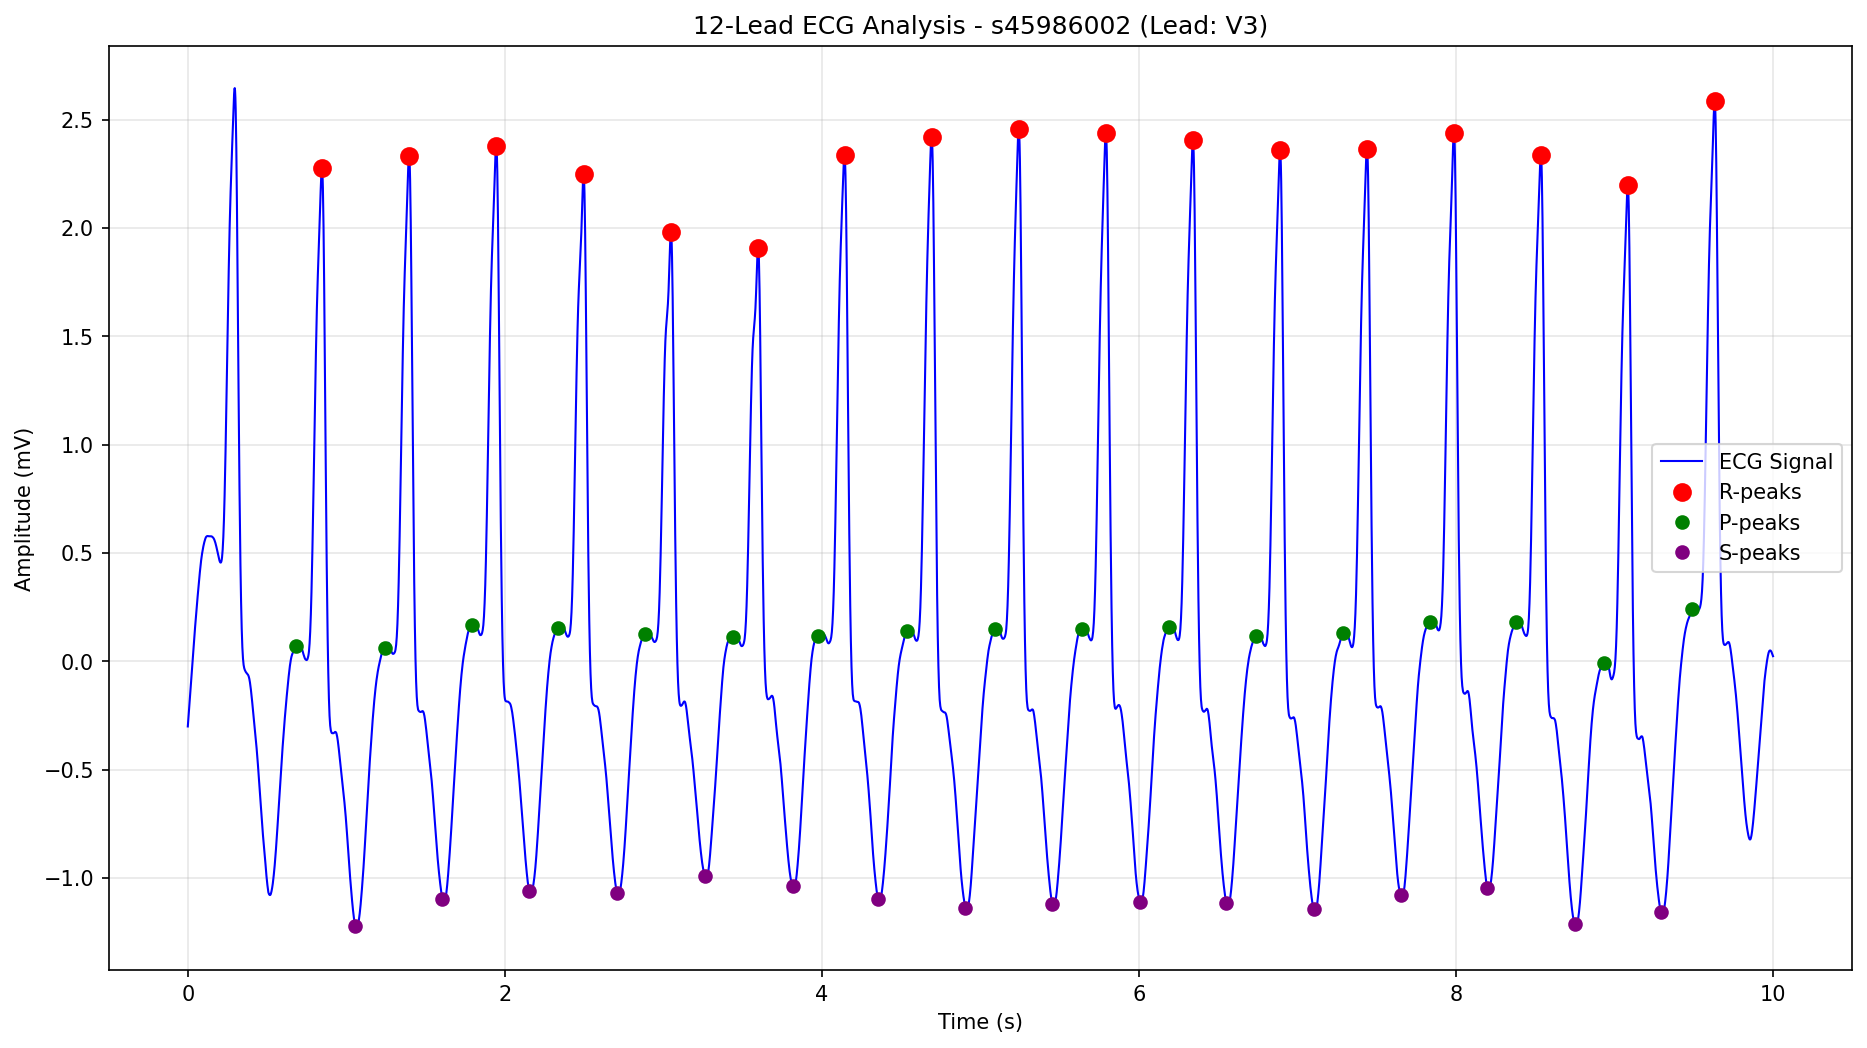 12-Lead ECG Analysis - s45986002 (Lead: V3)
Amplitude (mV)
2.5
2.0
1.5
1.0
0.5
0.0
−0.5
−1.0
ECG Signal
R-peaks
P-peaks
S-peaks
0 2 4 6 8 10
Time (s)